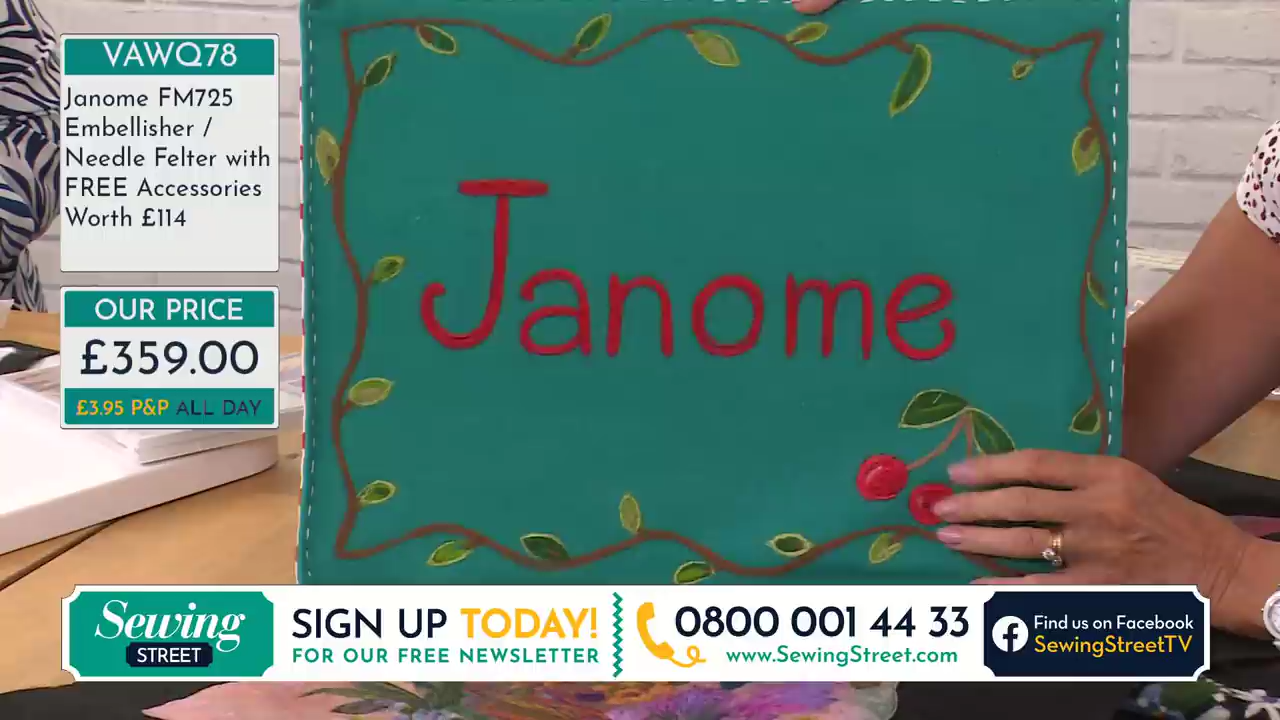 VAWQ78
Janome FM725
Embellisher /
Needle Felter with
FREE Accessories
Worth £114
OUR PRICE
£359.00
£3.95 P&P ALL DAY
Janome
Sewing
STREET
SIGN UP TODAY!
FOR OUR FREE NEWSLETTER
0800 001 44 33
www.SewingStreet.com
Find us on Facebook
SewingStreetTV